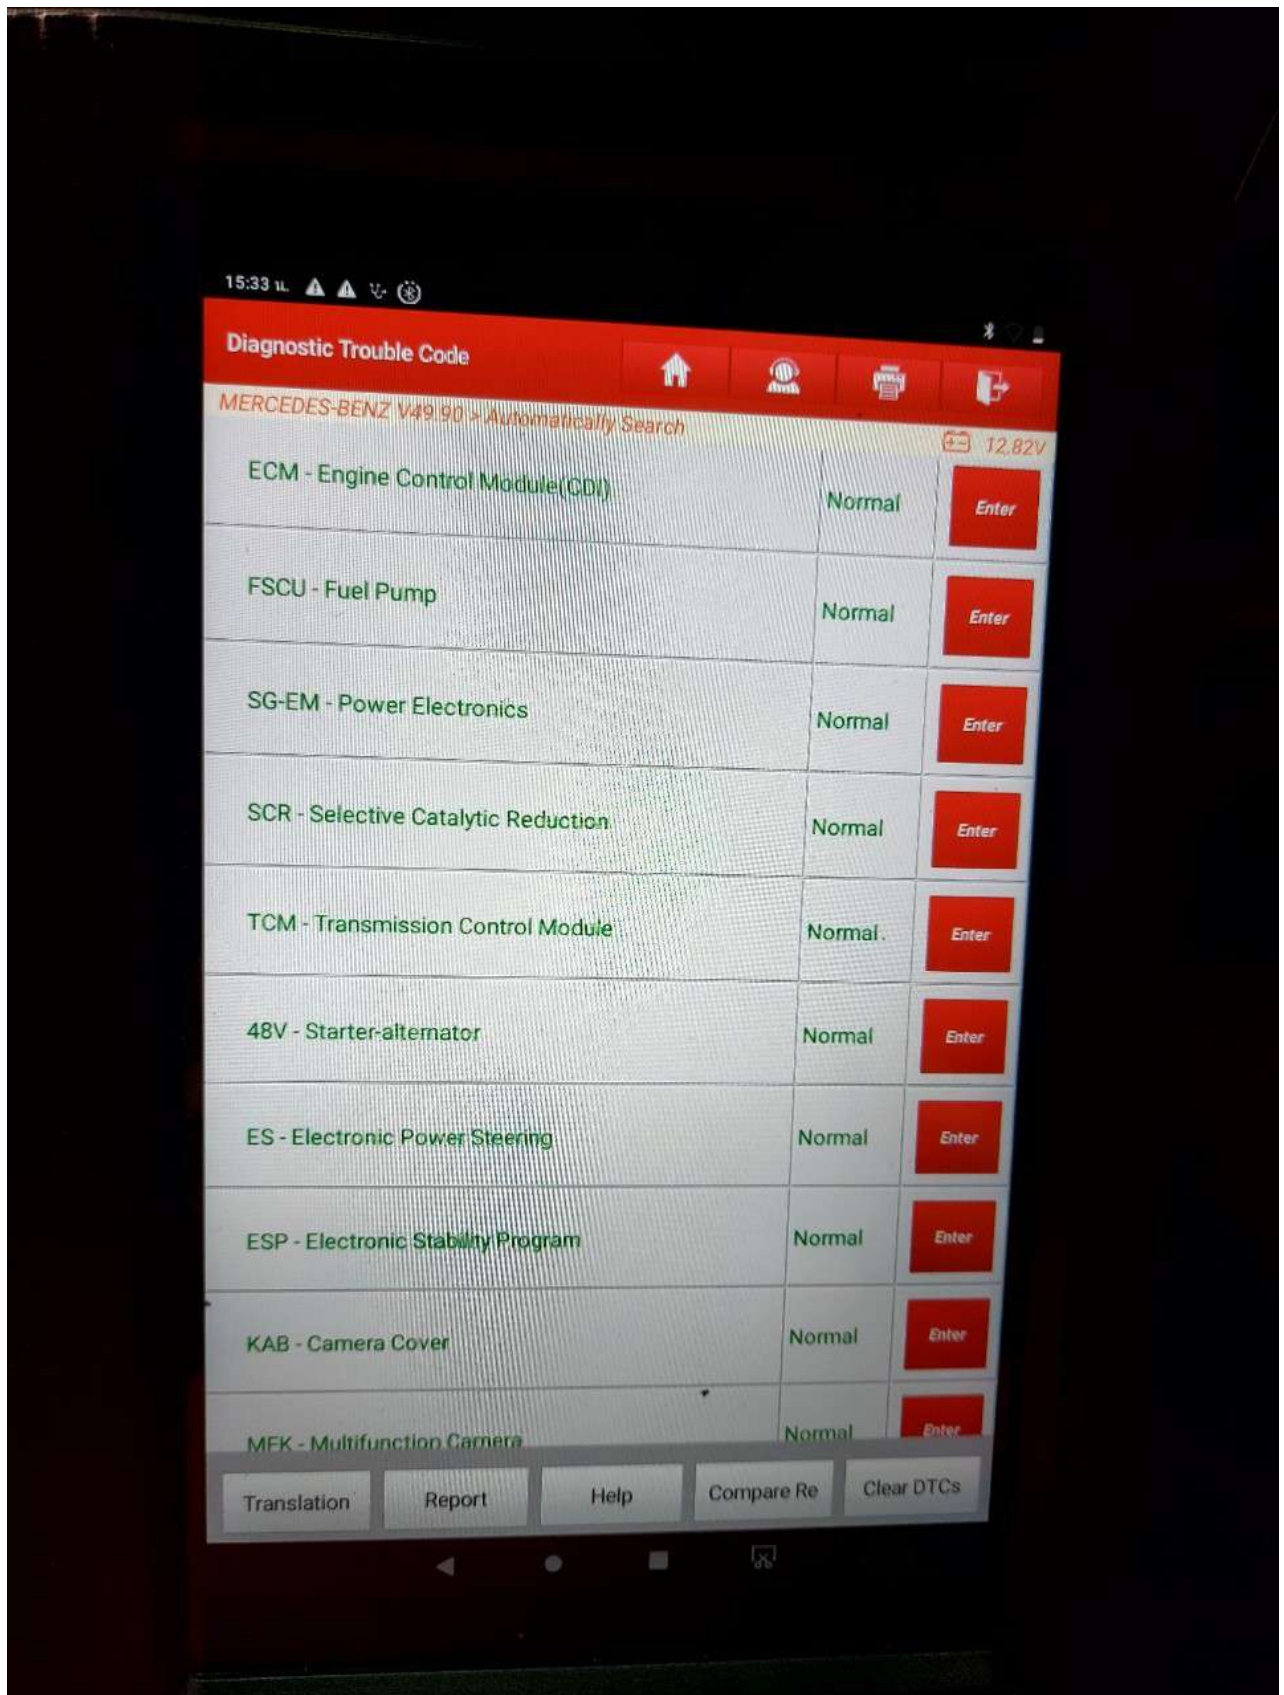 15:33 น.
Diagnostic Trouble Code
MERCEDES-BENZ V49.90 > Automatically Search
12.82V
ECM - Engine Control Module(CDI) Normal Enter
FSCU - Fuel Pump Normal Enter
SG-EM - Power Electronics Normal Enter
SCR - Selective Catalytic Reduction Normal Enter
TCM - Transmission Control Module Normal Enter
48V - Starter-alternator Normal Enter
ES - Electronic Power Steering Normal Enter
ESP - Electronic Stability Program Normal Enter
KAB - Camera Cover Normal Enter
MFK - Multifunction Camera Normal Enter
Translation Report Help Compare Re Clear DTCs